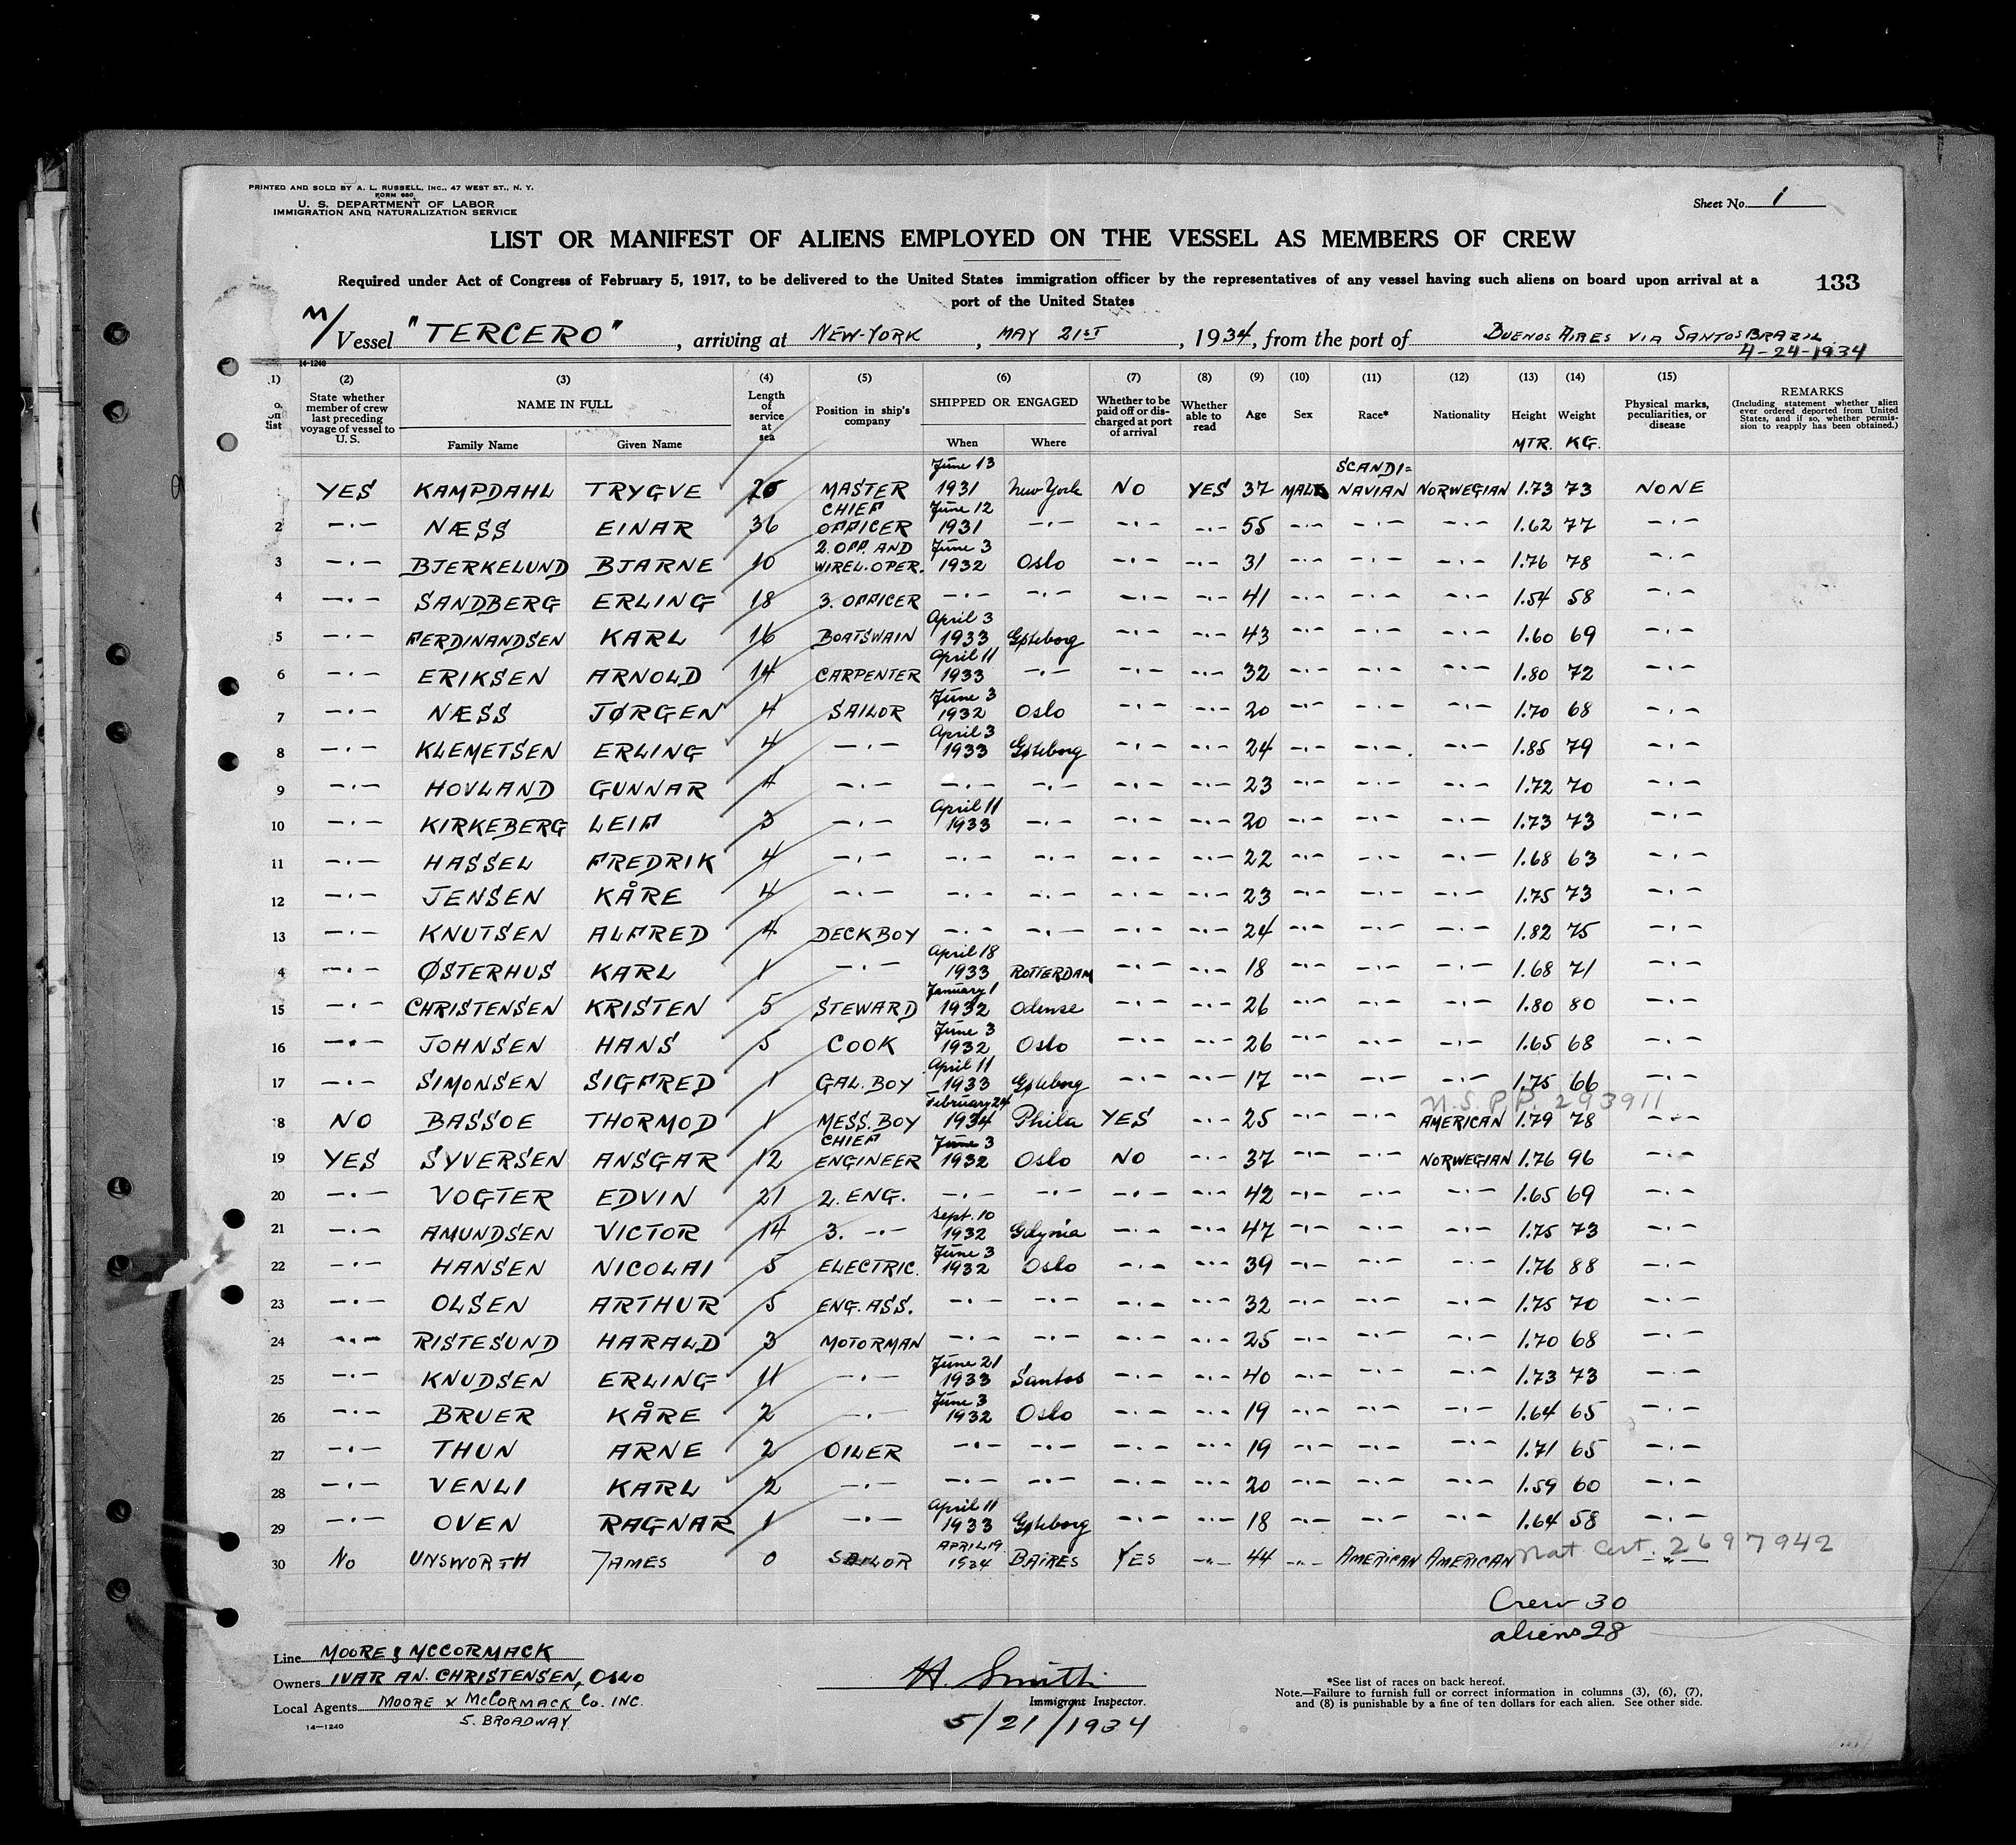 PRINTED AND SOLD BY A. L. RUSSELL, INC., 47 WEST ST., N. Y.
FORM 680
U. S. DEPARTMENT OF LABOR
IMMIGRATION AND NATURALIZATION SERVICE
Sheet No. 1
LIST OR MANIFEST OF ALIENS EMPLOYED ON THE VESSEL AS MEMBERS OF CREW
Required under Act of Congress of February 5, 1917, to be delivered to the United States immigration officer by the representatives of any vessel having such aliens on board upon arrival at a
port of the United States
133
M/Vessel "TERCERO", arriving at NEW-YORK, MAY 21ST, 1934, from the port of BUENOS AIRES VIA SANTOS BRAZIL
4-24-1934
14-1240
(1) (2) (3) (4) (5) (6) (7) (8) (9) (10) (11) (12) (13) (14) (15)
State whether member of crew last preceding voyage of vessel to U.S. NAME IN FULL Family Name Given Name Length of service at sea Position in ship's company SHIPPED OR ENGAGED When Where Whether to be paid off or discharged at port of arrival Whether able to read Age Sex Race* Nationality Height MTR. Weight KG. Physical marks, peculiarities, or disease REMARKS (Including statement whether alien ever ordered deported from United States, and if so, whether permission to reapply has been obtained.)
YES KAMPDAHL TRYGVE 20 MASTER June 13 1931 New York NO YES 37 MALE SCANDI=NAVIAN NORWEGIAN 1.73 73 NONE
2 -"- NÆSS EINAR 36 CHIEF OFFICER June 12 1931 -"- -"- -"- 55 -"- -"- -"- 1.62 77 -"-
3 -"- BJERKELUND BJARNE 10 2. OFF. AND WIREL. OPER. June 3 1932 Oslo -"- -"- 31 -"- -"- -"- 1.76 78 -"-
4 -"- SANDBERG ERLING 18 3. OFFICER -"- -"- -"- -"- 41 -"- -"- -"- 1.54 58 -"-
5 -"- FERDINANDSEN KARL 16 BOATSWAIN April 3 1933 Gøteborg -"- -"- 43 -"- -"- -"- 1.60 69 -"-
6 -"- ERIKSEN ARNOLD 14 CARPENTER April 11 1933 -"- -"- -"- 32 -"- -"- -"- 1.80 72 -"-
7 -"- NÆSS JØRGEN 4 SAILOR June 3 1932 Oslo -"- -"- 20 -"- -"- -"- 1.70 68 -"-
8 -"- KLEMETSEN ERLING 4 -"- April 3 1933 Gøteborg -"- -"- 24 -"- -"- -"- 1.85 79 -"-
9 -"- HOVLAND GUNNAR 4 -"- -"- -"- -"- -"- 23 -"- -"- -"- 1.72 70 -"-
10 -"- KIRKEBERG LEIF 3 -"- April 11 1933 -"- -"- -"- 20 -"- -"- -"- 1.73 73 -"-
11 -"- HASSEL FREDRIK 4 -"- -"- -"- -"- -"- 22 -"- -"- -"- 1.68 63 -"-
12 -"- JENSEN KÅRE 4 -"- -"- -"- -"- -"- 23 -"- -"- -"- 1.75 73 -"-
13 -"- KNUTSEN ALFRED 4 DECKBOY -"- -"- -"- -"- 24 -"- -"- -"- 1.82 75 -"-
4 -"- ØSTERHUS KARL 1 -"- April 18 1933 ROTTERDAM -"- -"- 18 -"- -"- -"- 1.68 71 -"-
15 -"- CHRISTENSEN KRISTEN 5 STEWARD January 1 1932 Odense -"- -"- 26 -"- -"- -"- 1.80 80 -"-
16 -"- JOHNSEN HANS 5 COOK June 3 1932 Oslo -"- -"- 26 -"- -"- -"- 1.65 68 -"-
17 -"- SIMONSEN SIGFRED 1 GAL. BOY April 11 1933 Gøteborg -"- -"- 17 -"- -"- -"- 1.75 66 -"-
U.S. P.P. 293911
8 NO BASSOE THORMOD 1 MESS. BOY February 24 1934 Phila YES -"- 25 -"- -"- AMERICAN 1.79 78 -"-
19 YES SYVERSEN ANSGAR 12 CHIEF ENGINEER June 3 1932 Oslo NO -"- 37 -"- -"- NORWEGIAN 1.76 96 -"-
20 -"- VOGTER EDVIN 21 2. ENG. -"- -"- -"- -"- 42 -"- -"- -"- 1.65 69 -"-
21 -"- AMUNDSEN VICTOR 14 3. -"- Sept. 10 1932 Gdynia -"- -"- 47 -"- -"- -"- 1.75 73 -"-
22 -"- HANSEN NICOLAI 5 ELECTRIC. June 3 1932 Oslo -"- -"- 39 -"- -"- -"- 1.76 88 -"-
23 -"- OLSEN ARTHUR 5 ENG. ASS. -"- -"- -"- -"- 32 -"- -"- -"- 1.75 70 -"-
24 -"- RISTESUND HARALD 3 MOTORMAN -"- -"- -"- -"- 25 -"- -"- -"- 1.70 68 -"-
25 -"- KNUDSEN ERLING 11 -"- June 21 1933 Santos -"- -"- 40 -"- -"- -"- 1.73 73 -"-
26 -"- BRUER KÅRE 2 -"- June 3 1932 Oslo -"- -"- 19 -"- -"- -"- 1.64 65 -"-
27 -"- THUN ARNE 2 OILER -"- -"- -"- -"- 19 -"- -"- -"- 1.71 65 -"-
28 -"- VENLI KARL 2 -"- -"- -"- -"- -"- 20 -"- -"- -"- 1.59 60 -"-
29 -"- OVEN RAGNAR 1 -"- April 11 1933 Gøteborg -"- -"- 18 -"- -"- -"- 1.64 58 -"-
30 No UNSWORTH JAMES 0 SAILOR APRIL 19 1934 BAIRES YES -"- 44 -"- AMERICAN AMERICAN Nat Cert. 2697942 -"-
Crew 30
aliens 28
Line MOORE & MCCORMACK
Owners IVAR AN. CHRISTENSEN, OSLO
Local Agents MOORE & MCCORMACK CO. INC.
5. BROADWAY
14-1240
H. Smith
Immigrant Inspector.
5/21/1934
*See list of races on back hereof.
Note.—Failure to furnish full or correct information in columns (3), (6), (7),
and (8) is punishable by a fine of ten dollars for each alien. See other side.